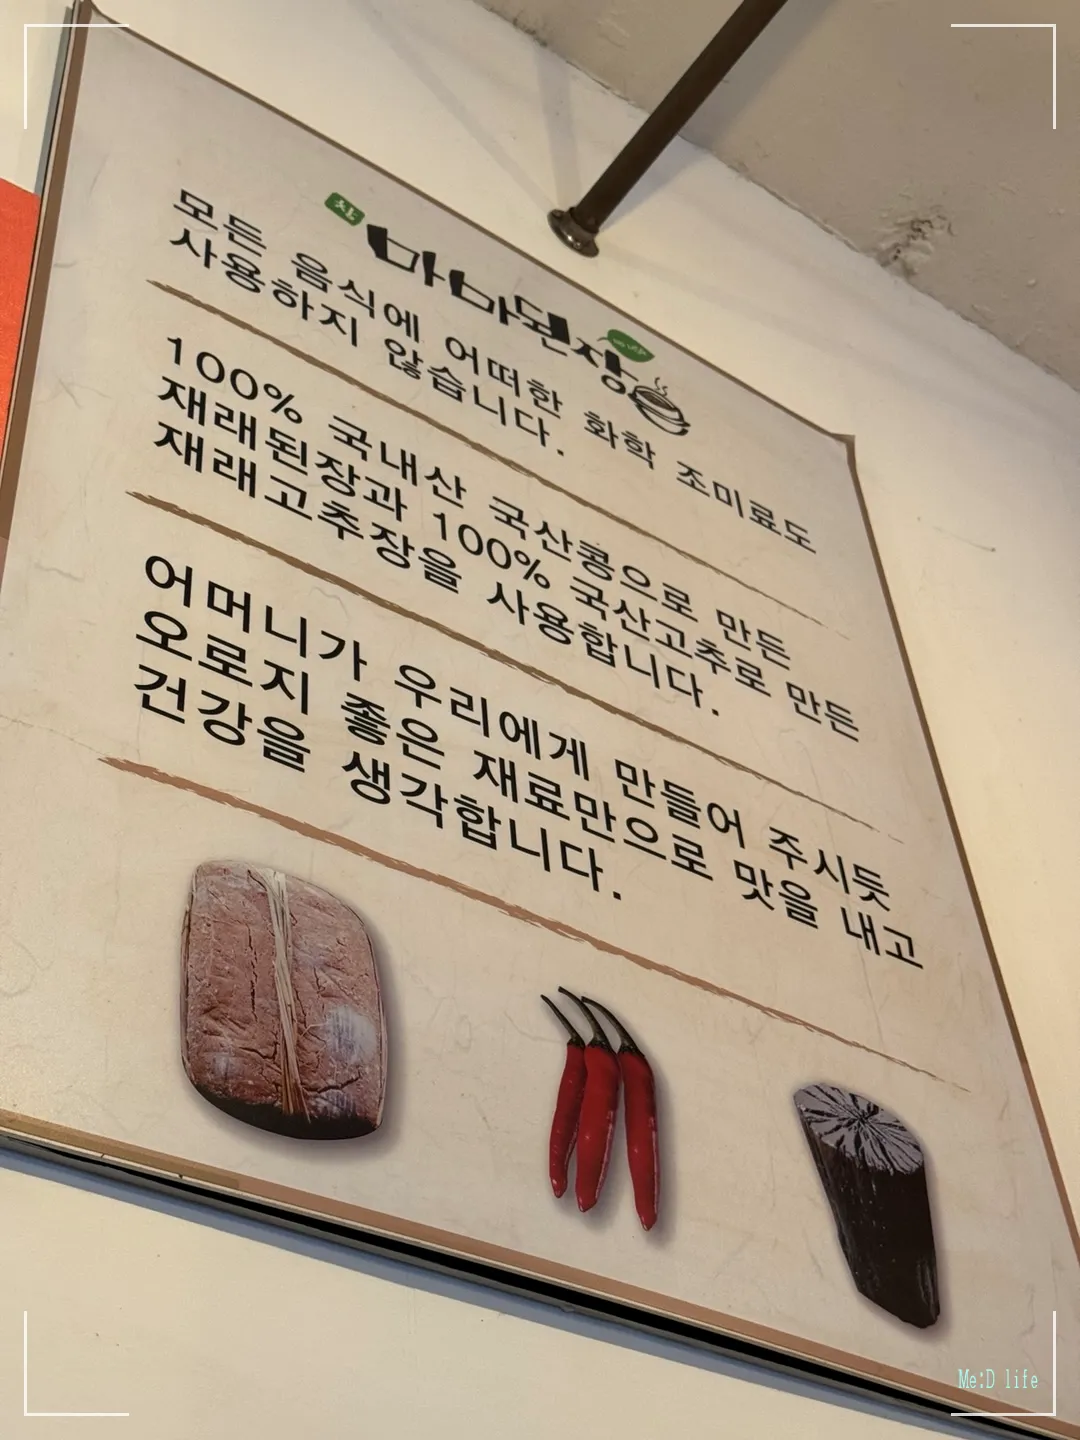 참
바바된장
모든 음식에 어떠한 화학 조미료도
사용하지 않습니다.
100% 국내산 국산콩으로 만든
재래된장과 100% 국산고추로 만든
재래고추장을 사용합니다.
어머니가 우리에게 만들어 주시듯
오로지 좋은 재료만으로 맛을 내고
건강을 생각합니다.
Me:D life